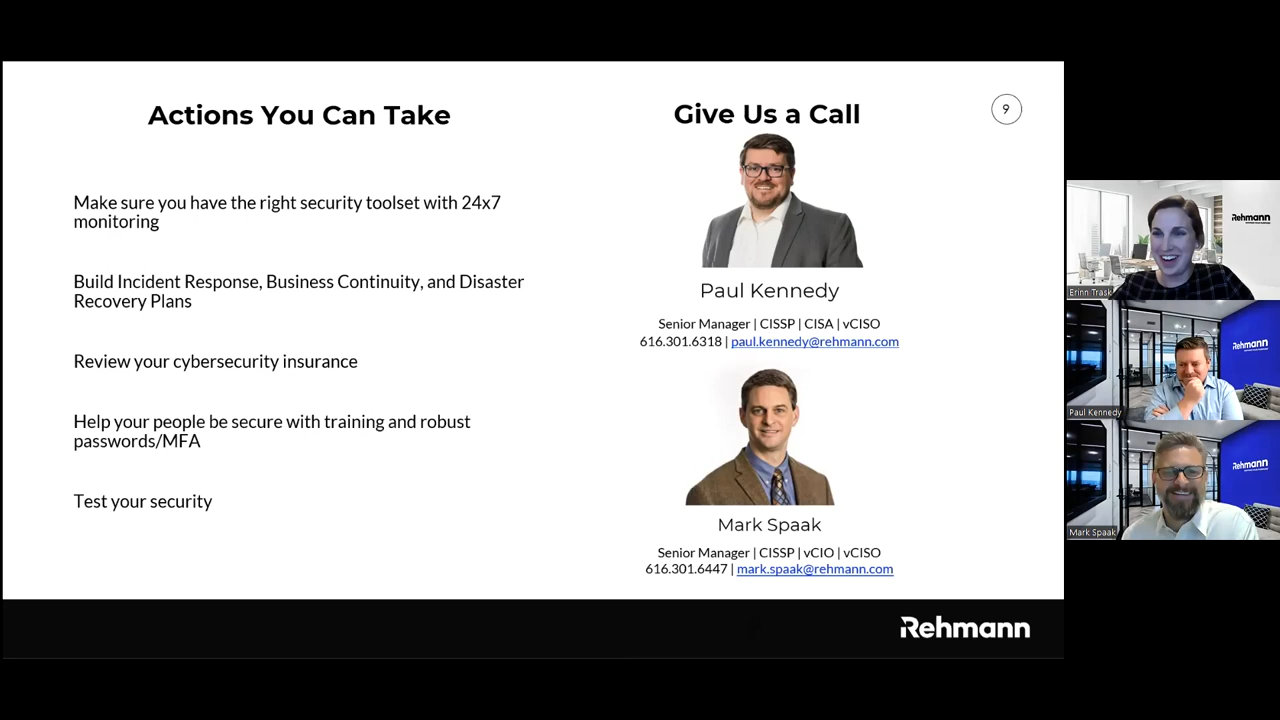 Actions You Can Take
Make sure you have the right security toolset with 24x7
monitoring
Build Incident Response, Business Continuity, and Disaster
Recovery Plans
Review your cybersecurity insurance
Help your people be secure with training and robust
passwords/MFA
Test your security
Give Us a Call
9
Paul Kennedy
Senior Manager | CISSP | CISA | vCISO
616.301.6318 | paul.kennedy@rehmann.com
Mark Spaak
Senior Manager | CISSP | vCIO | vCISO
616.301.6447 | mark.spaak@rehmann.com
Rehmann
Rehmann
Erinn Trask
Rehmann
Paul Kennedy
Rehmann
Mark Spaak